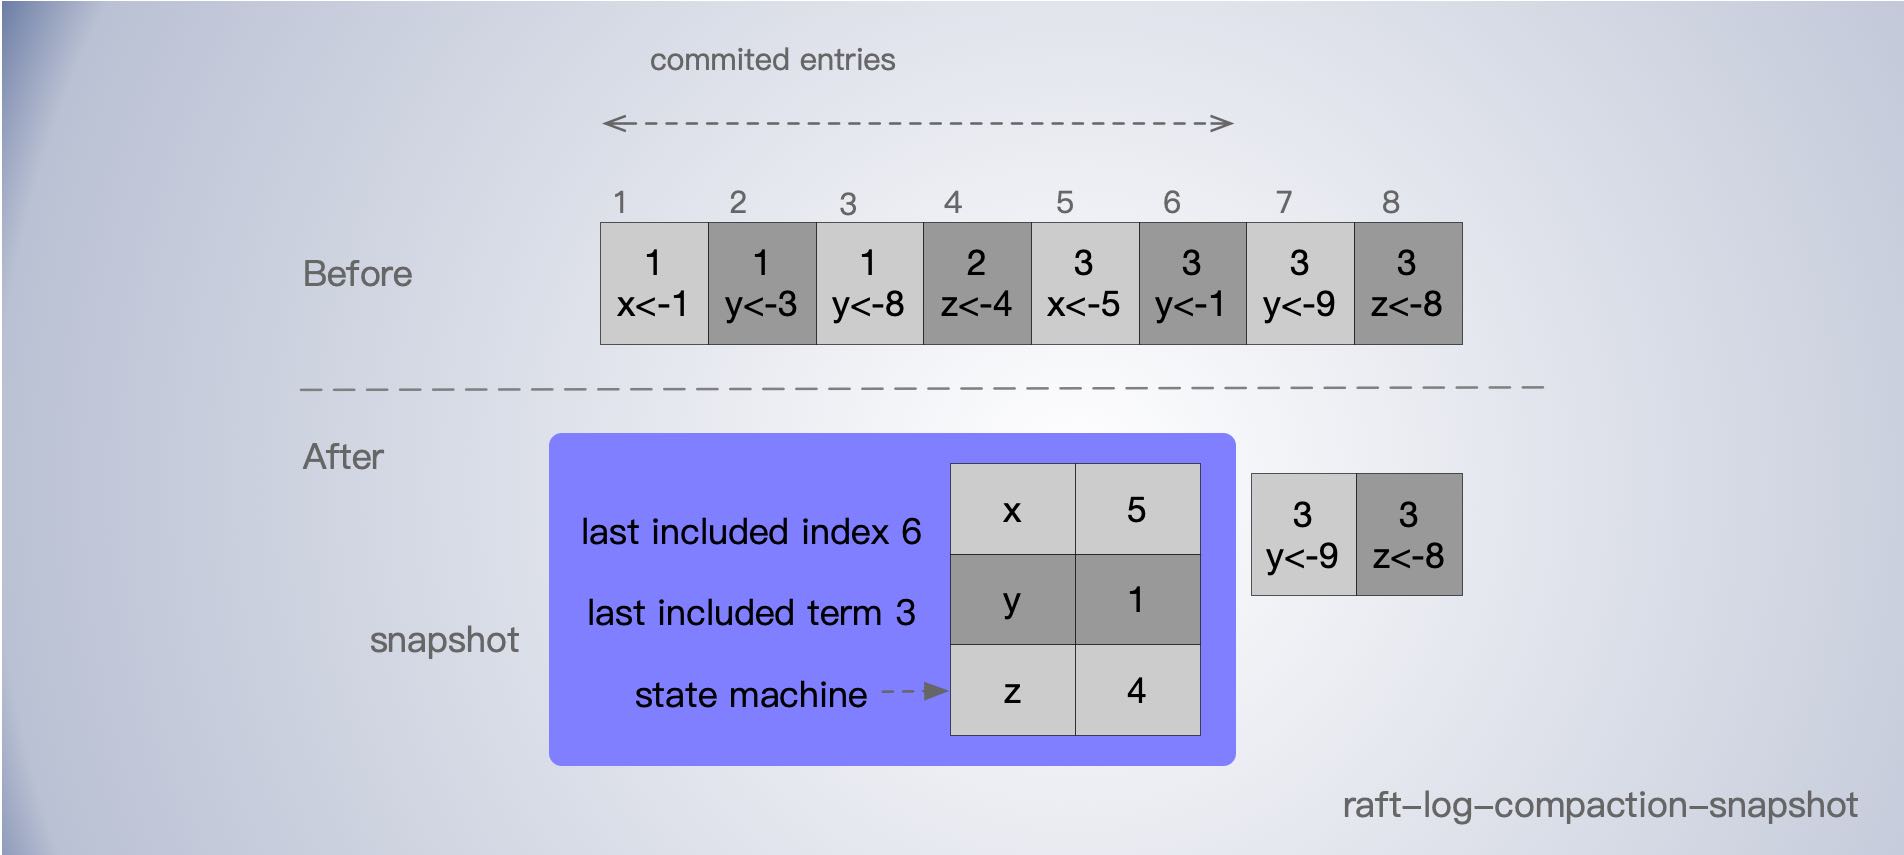 commited entries
1 2 3 4 5 6 7 8
Before
1 1 1 2 3 3 3 3
x<-1 y<-3 y<-8 z<-4 x<-5 y<-1 y<-9 z<-8
After
snapshot
last included index 6
last included term 3
state machine
x 5
y 1
z 4
3 3
y<-9 z<-8
raft-log-compaction-snapshot